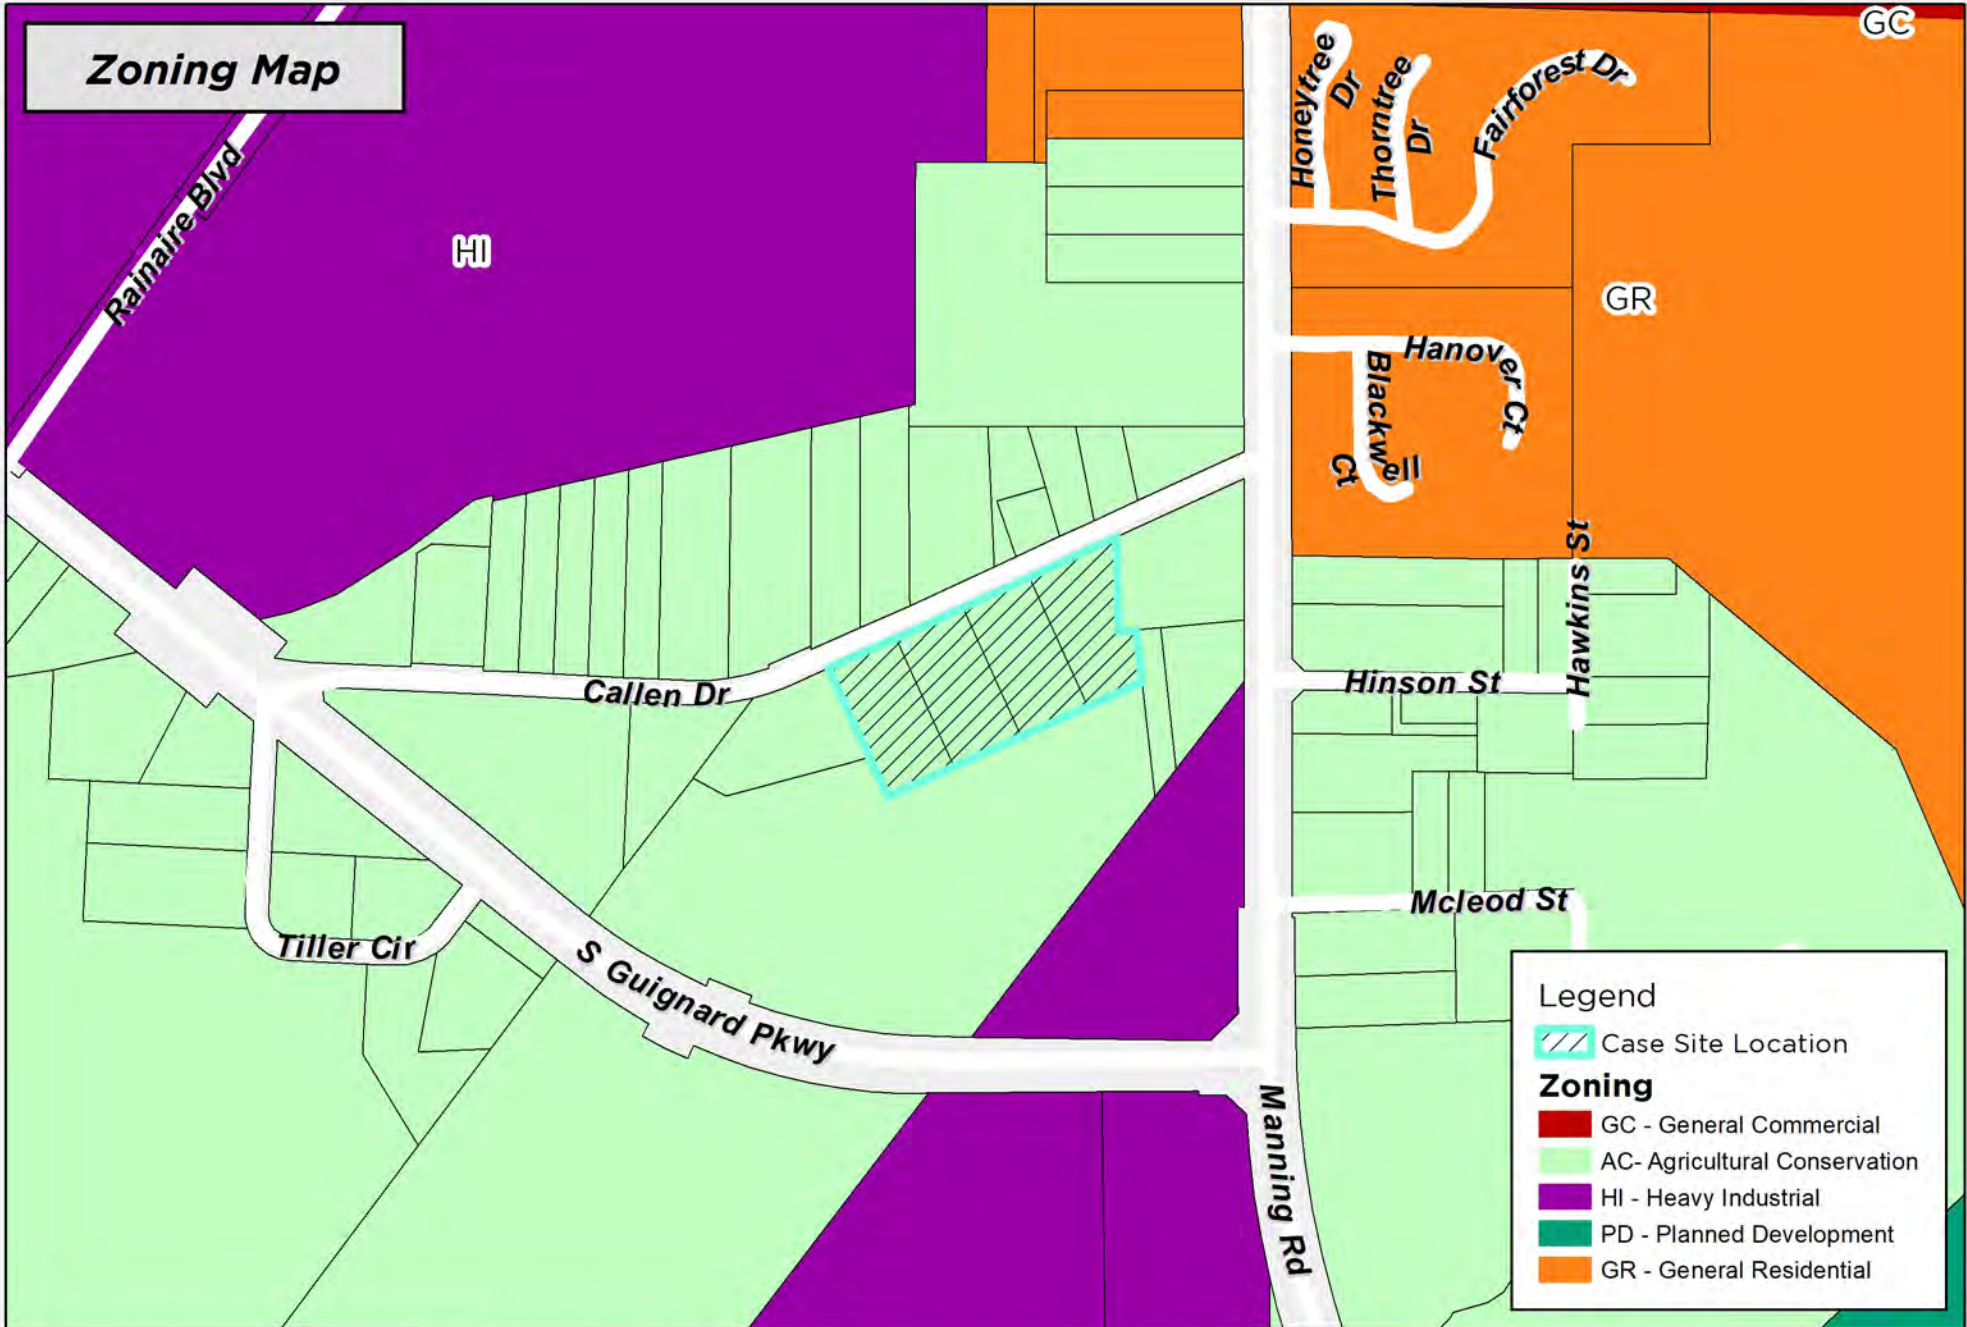 Zoning Map
GC
Honeytree
Dr
Thorntree
Dr
Fairforest Dr
Rainaire Blvd
HI
GR
Hanover Ct
Blackwell
Ct
Hawkins St
Hinson St
Callen Dr
Mcleod St
Tiller Cir
S Guignard Pkwy
Manning Rd
Legend
Case Site Location
Zoning
GC - General Commercial
AC- Agricultural Conservation
HI - Heavy Industrial
PD - Planned Development
GR - General Residential